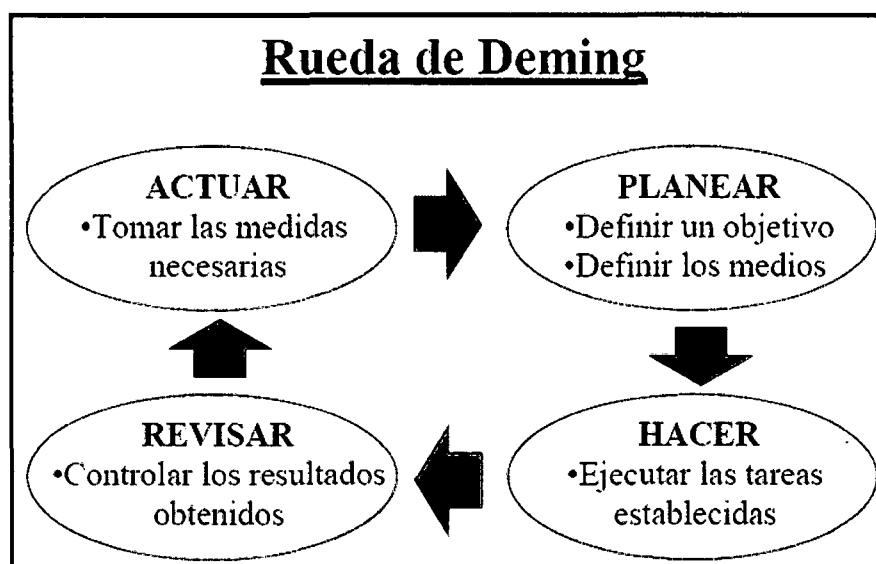 Rueda de Deming
ACTUAR
•Tomar las medidas
necesarias
PLANEAR
•Definir un objetivo
•Definir los medios
REVISAR
•Controlar los resultados
obtenidos
HACER
•Ejecutar las tareas
establecidas